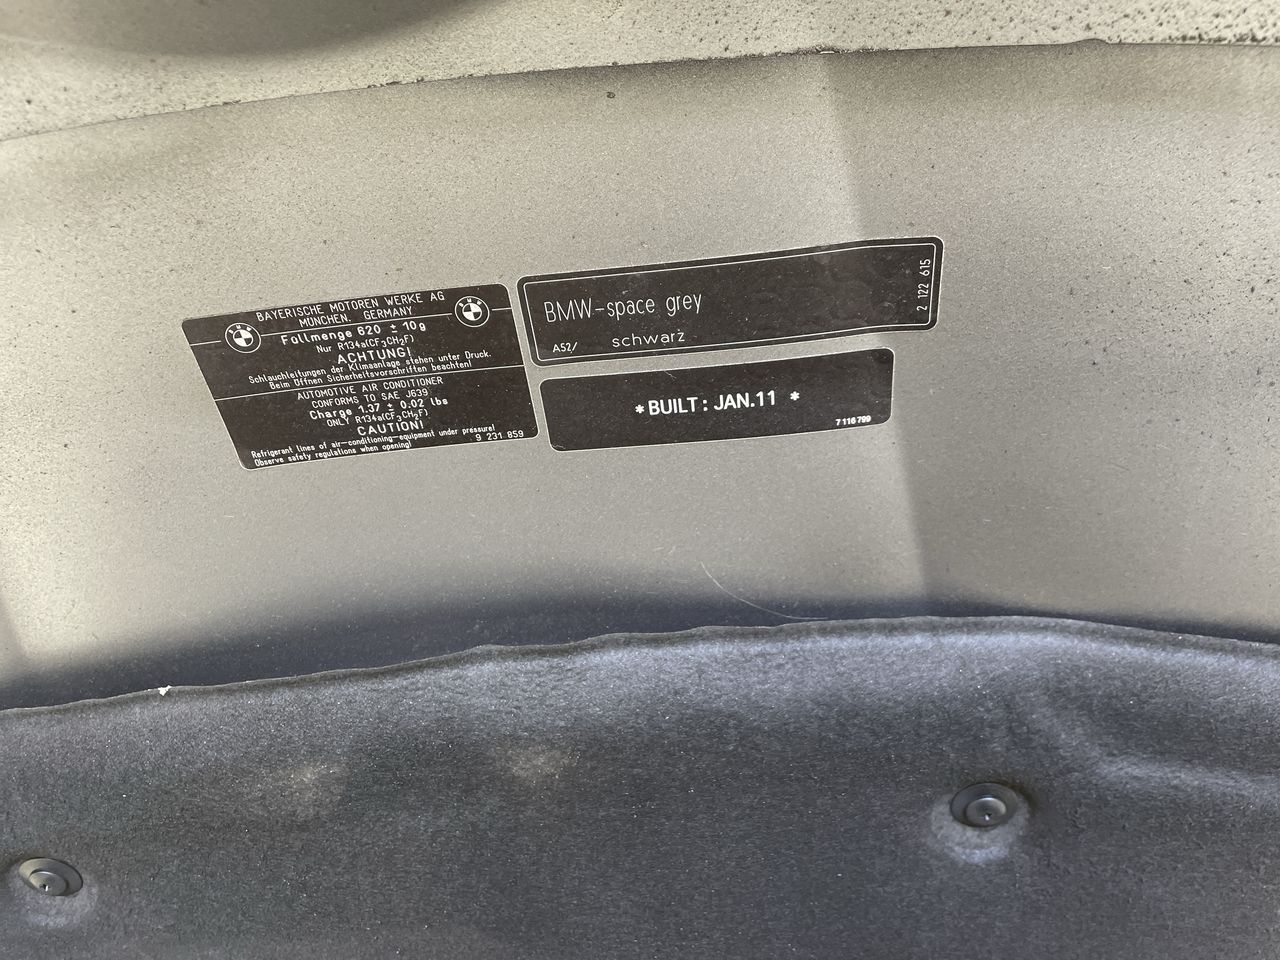 BAYERISCHE MOTOREN WERKE AG
MÜNCHEN, GERMANY
Füllmenge 620 ± 10g
Nur R134a(CF₃CH₂F)
ACHTUNG!
Schlauchleitungen der Klimaanlage stehen unter Druck.
Beim Öffnen Sicherheitsvorschriften beachten!
AUTOMOTIVE AIR CONDITIONER
CONFORMS TO SAE J639
Charge 1.37 ± 0.02 lbs
ONLY R134a(CF₃CH₂F)
CAUTION!
Refrigerant lines of air-conditioning-equipment under pressure!
Observe safety regulations when opening!
9 231 859
BMW-space grey
A52/ schwarz
2 122 615
*BUILT: JAN.11 *
7 116 799